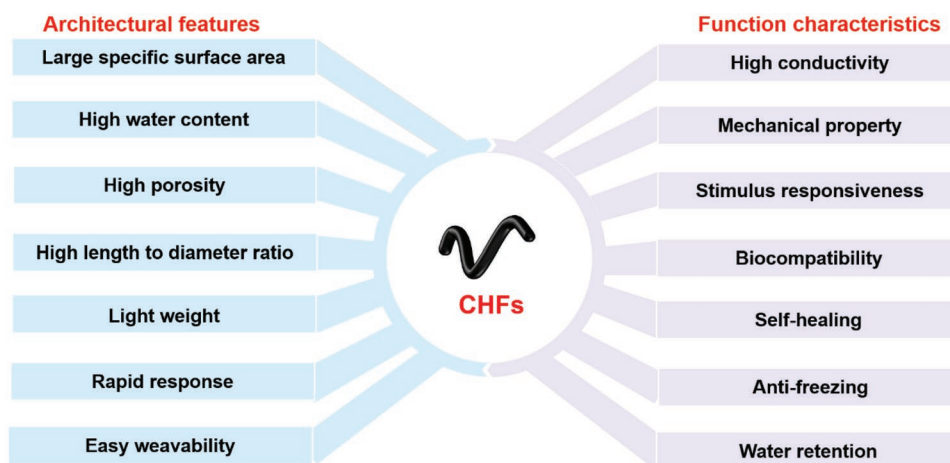 Architectural features
Large specific surface area
High water content
High porosity
High length to diameter ratio
Light weight
Rapid response
Easy weavability
CHFs
Function characteristics
High conductivity
Mechanical property
Stimulus responsiveness
Biocompatibility
Self-healing
Anti-freezing
Water retention